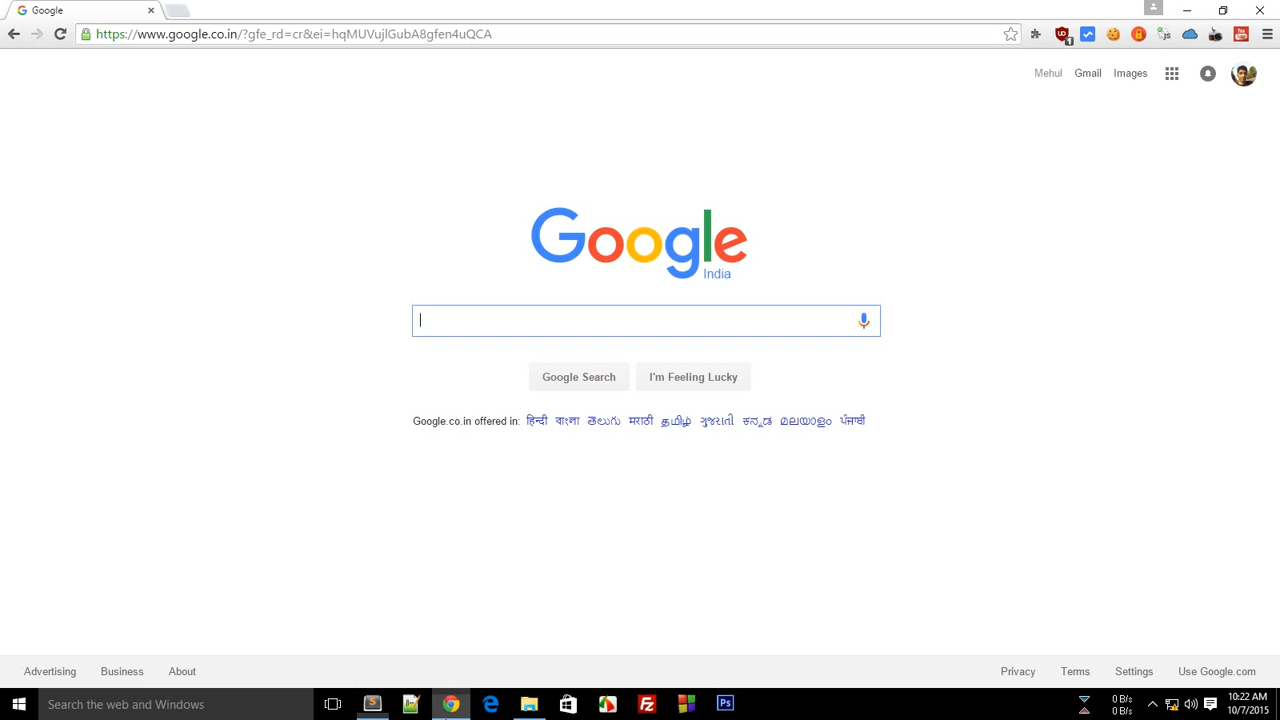 Google
https://www.google.co.in/?gfe_rd=cr&ei=hqMUVujlGubA8gfen4uQCA
Mehul Gmail Images
Google
India
Google Search I'm Feeling Lucky
Google.co.in offered in: हिन्दी বাংলা తెలుగు मराठी தமிழ் ગુજરાતી ಕನ್ನಡ മലയാളം ਪੰਜਾਬੀ
Advertising Business About Privacy Terms Settings Use Google.com
Search the web and Windows
Ps
0 B/s
0 B/s
10:22 AM
10/7/2015